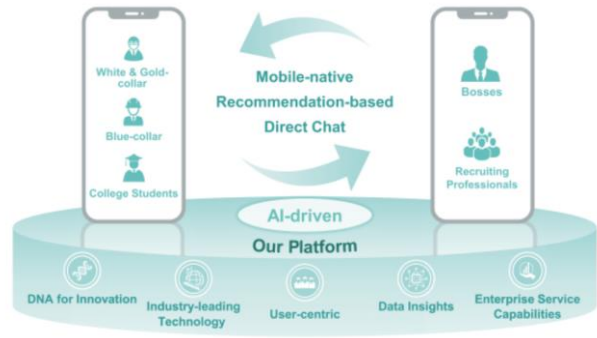 White & Gold-
collar
Blue-collar
College Students
Mobile-native
Recommendation-based
Direct Chat
Bosses
Recruiting
Professionals
AI-driven
Our Platform
DNA for Innovation
Industry-leading
Technology
User-centric
Data Insights
Enterprise Service
Capabilities